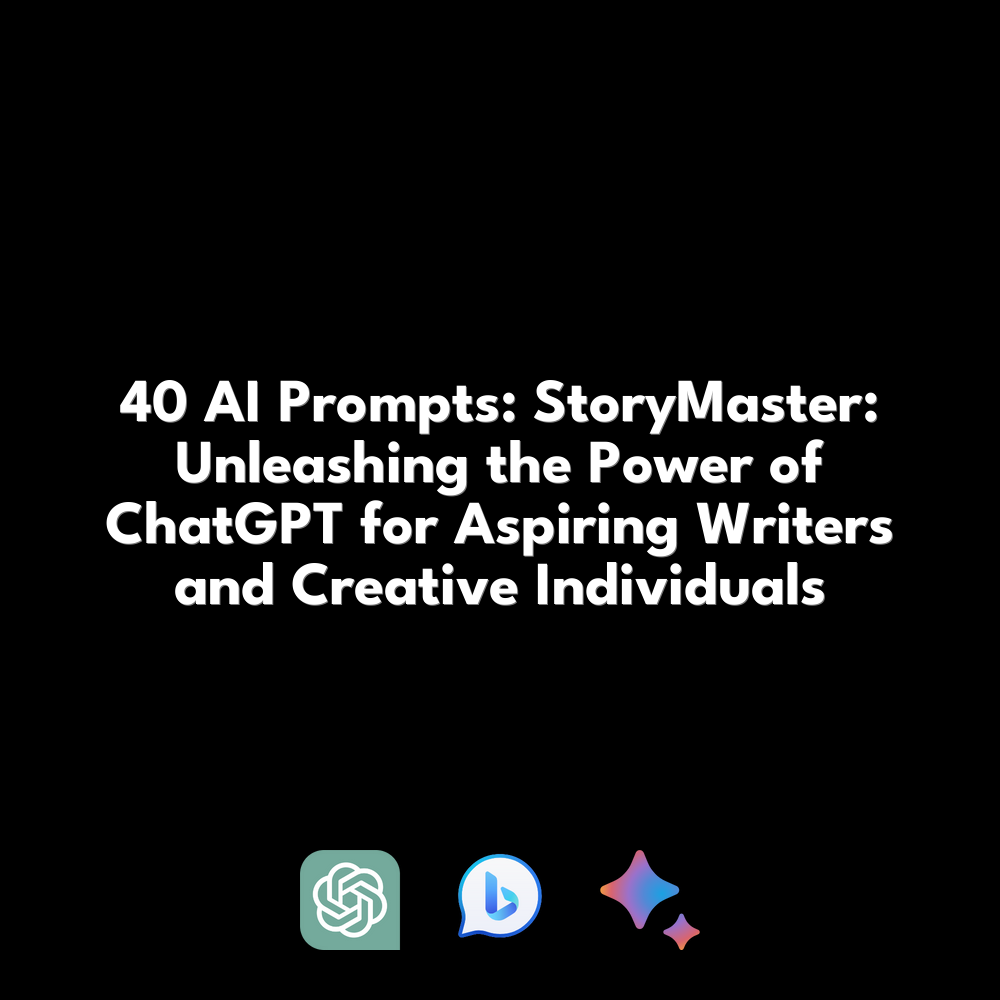 40 AI Prompts: StoryMaster:
Unleashing the Power of
ChatGPT for Aspiring Writers
and Creative Individuals